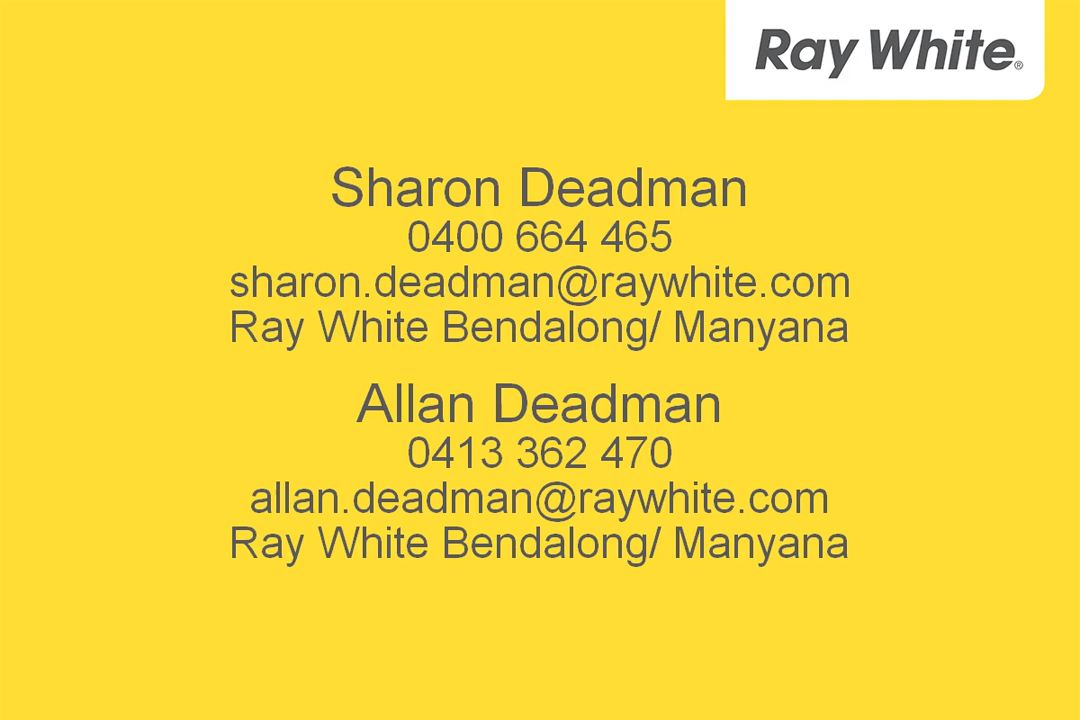 Ray White®
Sharon Deadman
0400 664 465
sharon.deadman@raywhite.com
Ray White Bendalong/ Manyana
Allan Deadman
0413 362 470
allan.deadman@raywhite.com
Ray White Bendalong/ Manyana